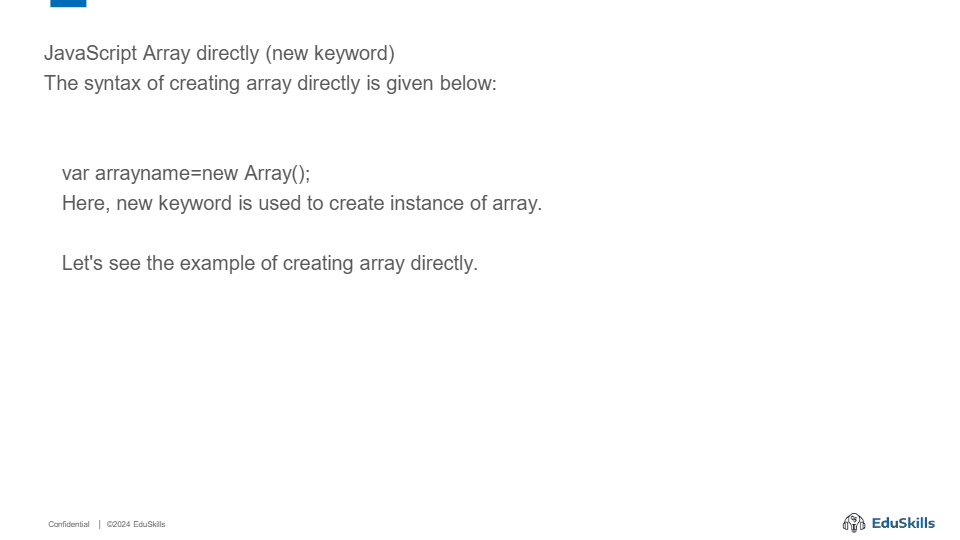 JavaScript Array directly (new keyword)
The syntax of creating array directly is given below:
var arrayname=new Array();
Here, new keyword is used to create instance of array.
Let's see the example of creating array directly.
Confidential | ©2024 EduSkills
EduSkills